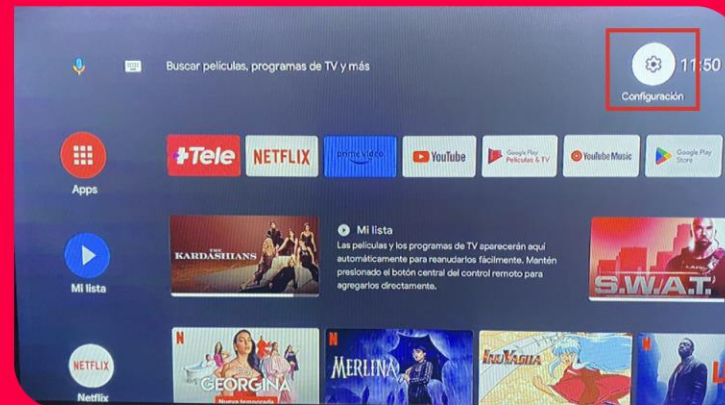 Buscar películas, programas de TV y más
11:50
Configuración
Apps
+Tele
NETFLIX
prime video
YouTube
Google Play
Películas & TV
YouTube Music
Google Play
Store
Mi lista
THE
KARDASHIANS
Mi lista
Las películas y los programas de TV aparecerán aquí
automáticamente para reanudarlos fácilmente. Mantén
presionado el botón central del control remoto para
agregarlos directamente.
S.W.A.T.
NETFLIX
Netflix
N
GEORGINA
Nueva temporada
N
MERLINA
INUYASHA
N